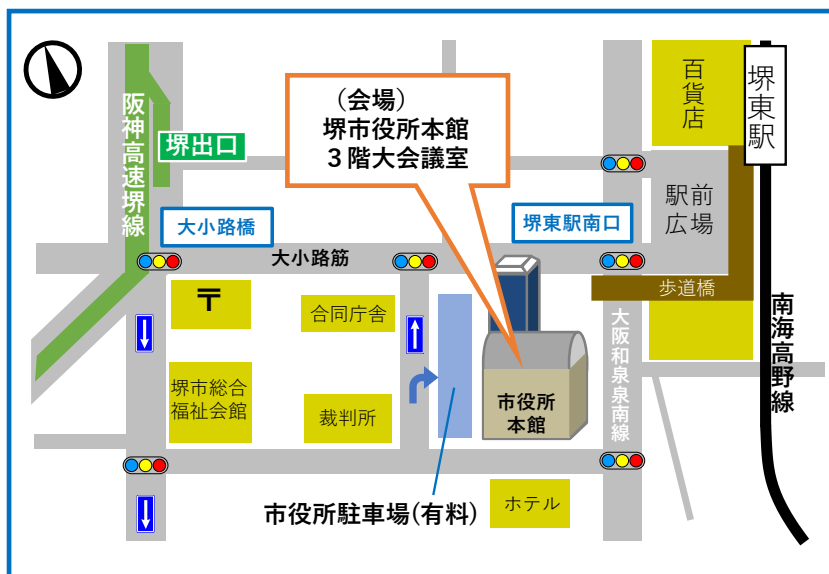 (会場)
堺市役所本館
３階大会議室
百貨店
堺東駅
阪神高速堺線
堺出口
駅前
広場
大小路橋
堺東駅南口
大小路筋
歩道橋
〒
合同庁舎
大阪和泉泉南線
南海高野線
堺市総合
福祉会館
裁判所
市役所
本館
ホテル
市役所駐車場(有料)